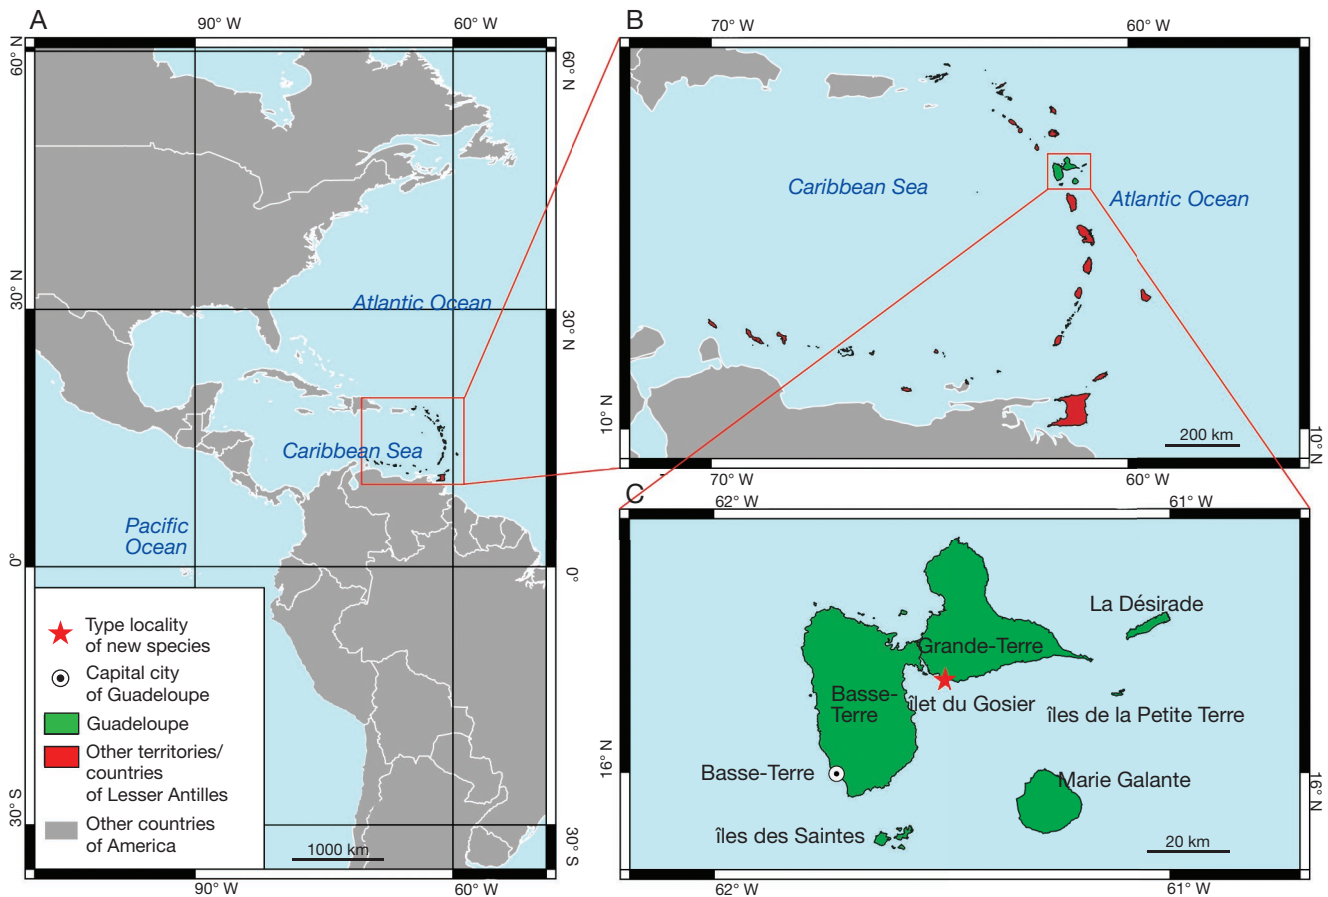 A
90° W
60° W
60° N
60° N
Atlantic Ocean
30° N
30° N
Caribbean Sea
Pacific
Ocean
0°
0°
Type locality
of new species
Capital city
of Guadeloupe
Guadeloupe
Other territories/
countries
of Lesser Antilles
Other countries
of America
30° S
30° S
1000 km
90° W
60° W
B
70° W
60° W
Caribbean Sea
Atlantic Ocean
10° N
10° N
200 km
70° W
60° W
C
62° W
61° W
La Désirade
Grande-Terre
Basse-
Terre
îlet du Gosier
îles de la Petite Terre
16° N
16° N
Basse-Terre
Marie Galante
îles des Saintes
20 km
62° W
61° W